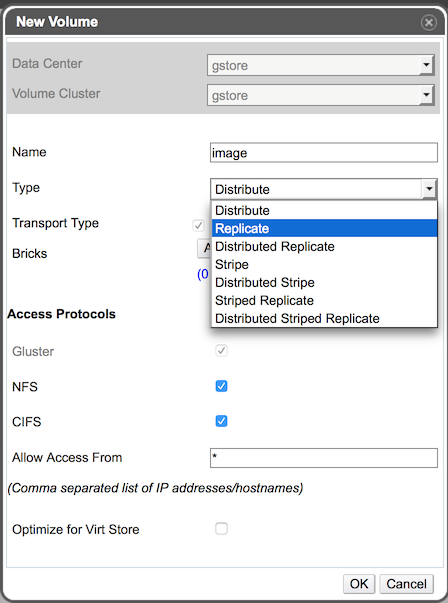 New Volume
Data Center gstore
Volume Cluster gstore
Name image
Type Distribute
Distribute
Transport Type Replicate
Distributed Replicate
Bricks A
Stripe
(0 Distributed Stripe
Striped Replicate
Access Protocols Distributed Striped Replicate
Gluster
NFS
CIFS
Allow Access From *
(Comma separated list of IP addresses/hostnames)
Optimize for Virt Store
OK Cancel